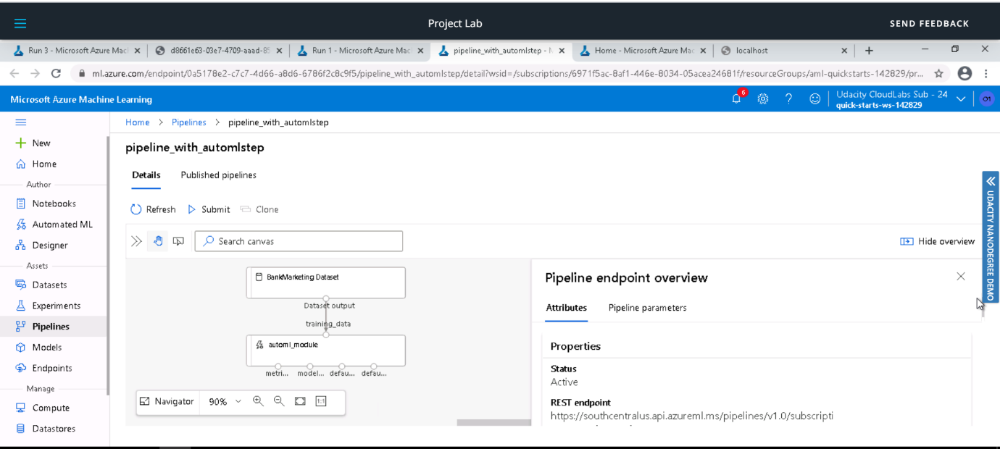 Project Lab
SEND FEEDBACK
Run 3 - Microsoft Azure Mac
d8661e63-03e7-4709-aaad-85
Run 1 - Microsoft Azure Mac
pipeline_with_automlstep - M
Home - Microsoft Azure Mac
localhost
ml.azure.com/endpoint/0a5178e2-c7c7-4d66-a8d6-6786f2c8c9f5/pipeline_with_automlstep/detail?wsid=/subscriptions/6971f5ac-8af1-446e-8034-05acea24681f/resourceGroups/aml-quickstarts-142829/pr...
Microsoft Azure Machine Learning
6
Udacity CloudLabs Sub - 24
quick-starts-ws-142829
Home > Pipelines > pipeline_with_automlstep
New
Home
Author
Notebooks
Automated ML
Designer
Assets
Datasets
Experiments
Pipelines
Models
Endpoints
Manage
Compute
Datastores
pipeline_with_automlstep
Details
Published pipelines
Refresh
Submit
Clone
Search canvas
Hide overview
BankMarketing Dataset
Dataset output
training_data
automl_module
metri... model... defau... defau...
Navigator
90%
1:1
Pipeline endpoint overview
Attributes
Pipeline parameters
Properties
Status
Active
REST endpoint
https://southcentralus.api.azureml.ms/pipelines/v1.0/subscripti
UDACITY NANODEGREE DEMO